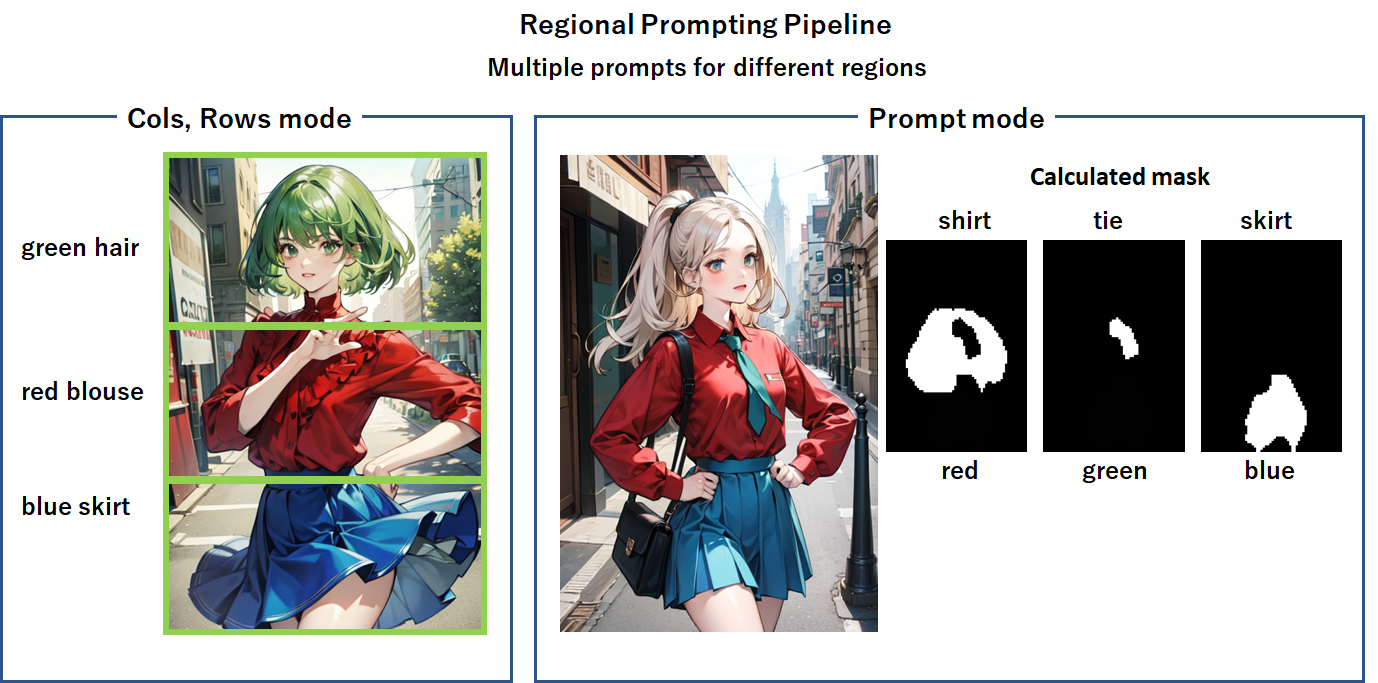 Regional Prompting Pipeline
Multiple prompts for different regions
Cols, Rows mode
green hair
red blouse
blue skirt
Prompt mode
Calculated mask
shirt tie skirt
red green blue